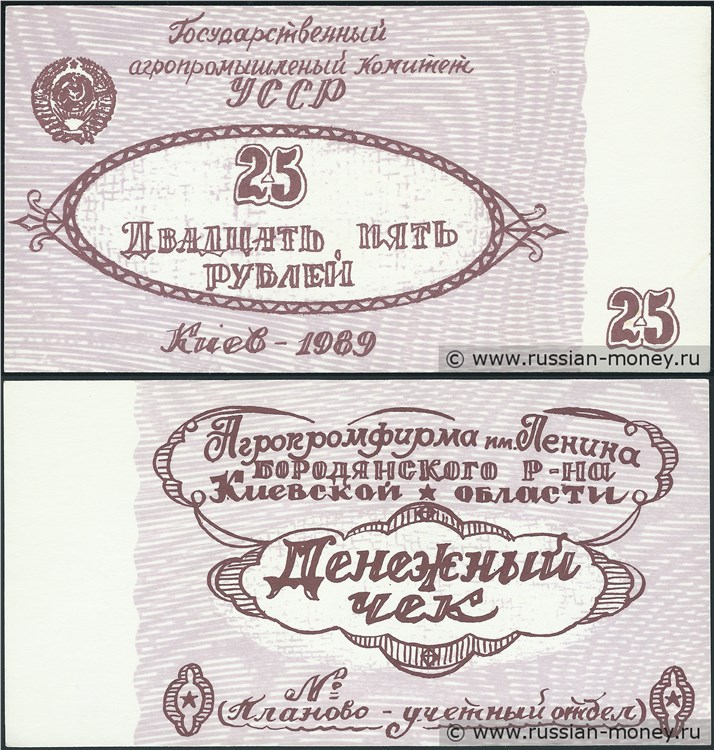 Государственный
агропромышленый комитет
УССР
25
Двадцать пять
рублей
Киев - 1989
25
© www.russian-money.ru
Агропромфирма им. Ленина
Бородянского р-на
Киевской ★ области
Денежный
чек
№
(Планово - учетный отдел)
© www.russian-money.ru